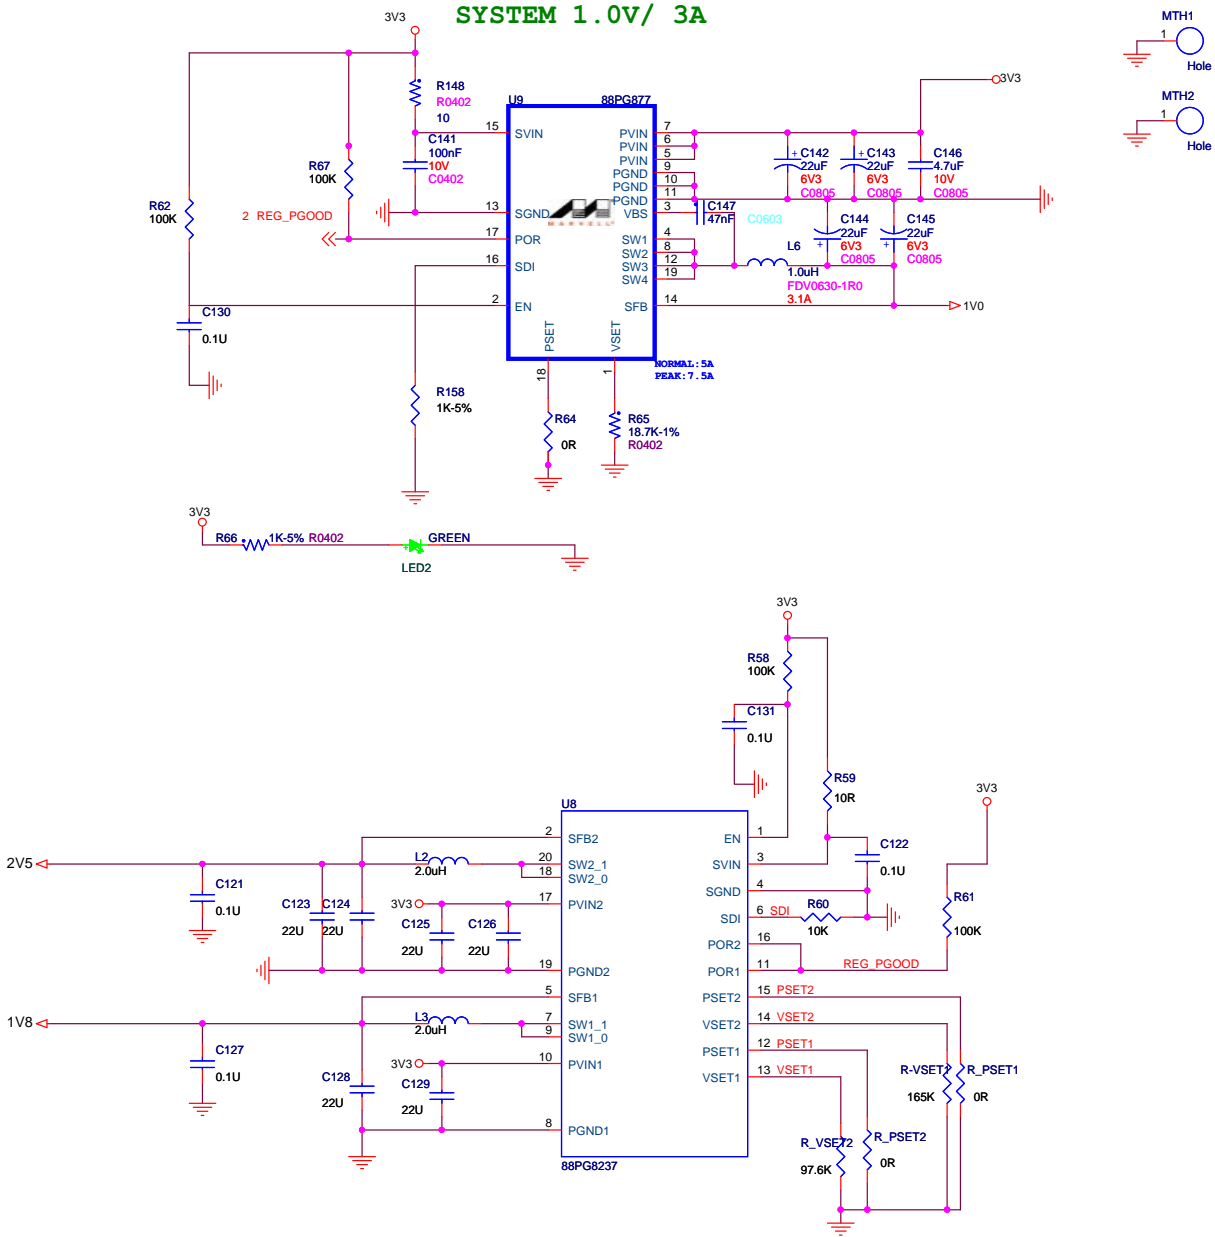 SYSTEM 1.0V/ 3A
3V3
R148
R0402
10
C141
100nF
10V
C0402
R67
100K
R62
100K
2 REG_PGOOD
C130
0.1U
R158
1K-5%
U9
88PG877
15
SVIN
13
SGND
17
POR
16
SDI
2
EN
PVIN
7
PVIN
6
PVIN
5
PGND
9
PGND
10
PGND
11
VBS
3
SW1
4
SW2
8
SW3
12
SW4
19
SFB
14
PSET
18
VSET
1
MARVELL
NORMAL:5A
PEAK:7.5A
R64
0R
R65
18.7K-1%
R0402
3V3
C142
22uF
6V3
C0805
C143
22uF
6V3
C0805
C146
4.7uF
10V
C0805
C147
47nF
C0603
C144
22uF
6V3
C0805
C145
22uF
6V3
C0805
L6
1.0uH
FDV0630-1R0
3.1A
1V0
MTH1
1
Hole
MTH2
1
Hole
3V3
R66
1K-5% R0402
GREEN
LED2
3V3
R58
100K
C131
0.1U
R59
10R
3V3
C122
0.1U
R61
100K
R60
10K
U8
88PG8237
2
SFB2
20
SW2_1
18
SW2_0
17
PVIN2
19
PGND2
5
SFB1
7
SW1_1
9
SW1_0
10
PVIN1
8
PGND1
EN
1
SVIN
3
SGND
4
SDI
6 SDI
POR2
16
POR1
11
REG_PGOOD
PSET2
15 PSET2
VSET2
14 VSET2
PSET1
12 PSET1
VSET1
13 VSET1
2V5
C121
0.1U
C123
22U
C124
22U
L2
2.0uH
3V3
C125
22U
C126
22U
1V8
C127
0.1U
C128
22U
L3
2.0uH
3V3
C129
22U
R-VSET1
165K
R_PSET1
0R
R_VSET2
97.6K
R_PSET2
0R